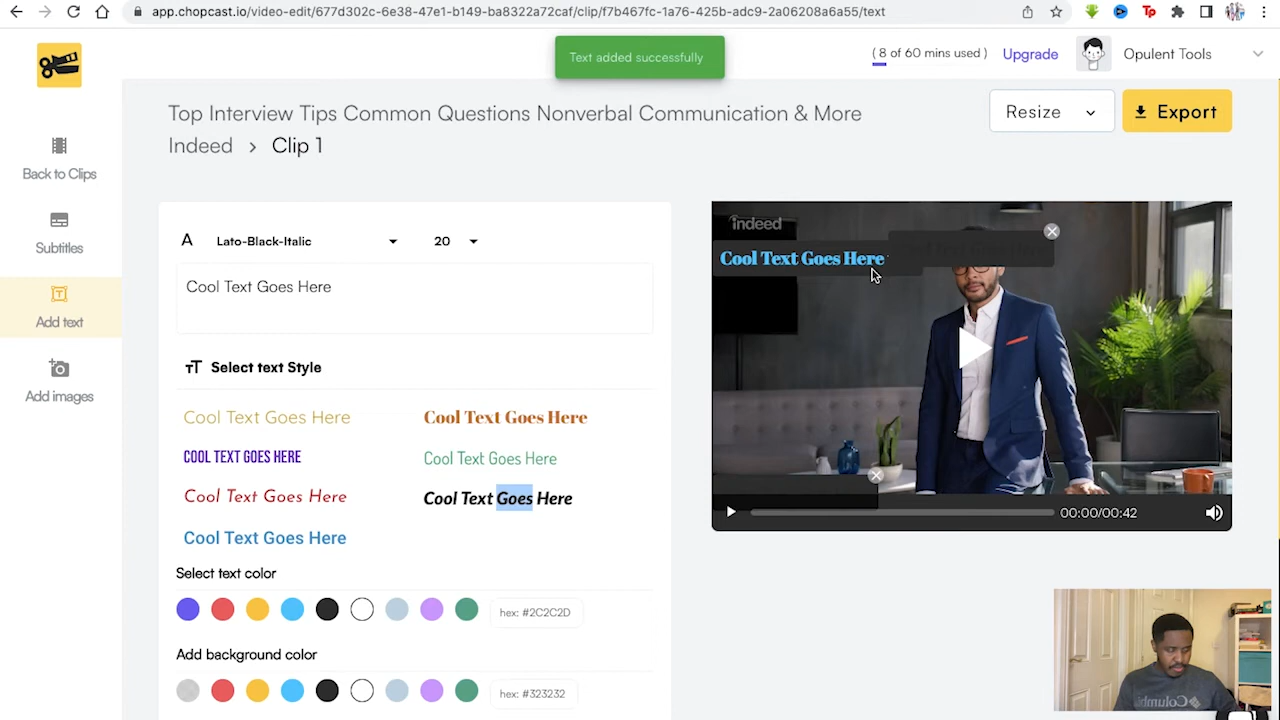 app.chopcast.io/video-edit/677d302c-6e38-47e1-b149-ba8322a72caf/clip/f7b467fc-1a76-425b-adc9-2a06208a6a55/text
Text added successfully
( 8 of 60 mins used )
Upgrade
Opulent Tools
Top Interview Tips Common Questions Nonverbal Communication & More
Indeed > Clip 1
Resize
Export
Back to Clips
Subtitles
Add text
Add images
A
Lato-Black-Italic
20
Cool Text Goes Here
TT Select text Style
Cool Text Goes Here
Cool Text Goes Here
COOL TEXT GOES HERE
Cool Text Goes Here
Cool Text Goes Here
Cool Text Goes Here
Cool Text Goes Here
Select text color
hex: #2C2C2D
Add background color
hex: #323232
indeed
Cool Text Goes Here
00:00/00:42
Columbia